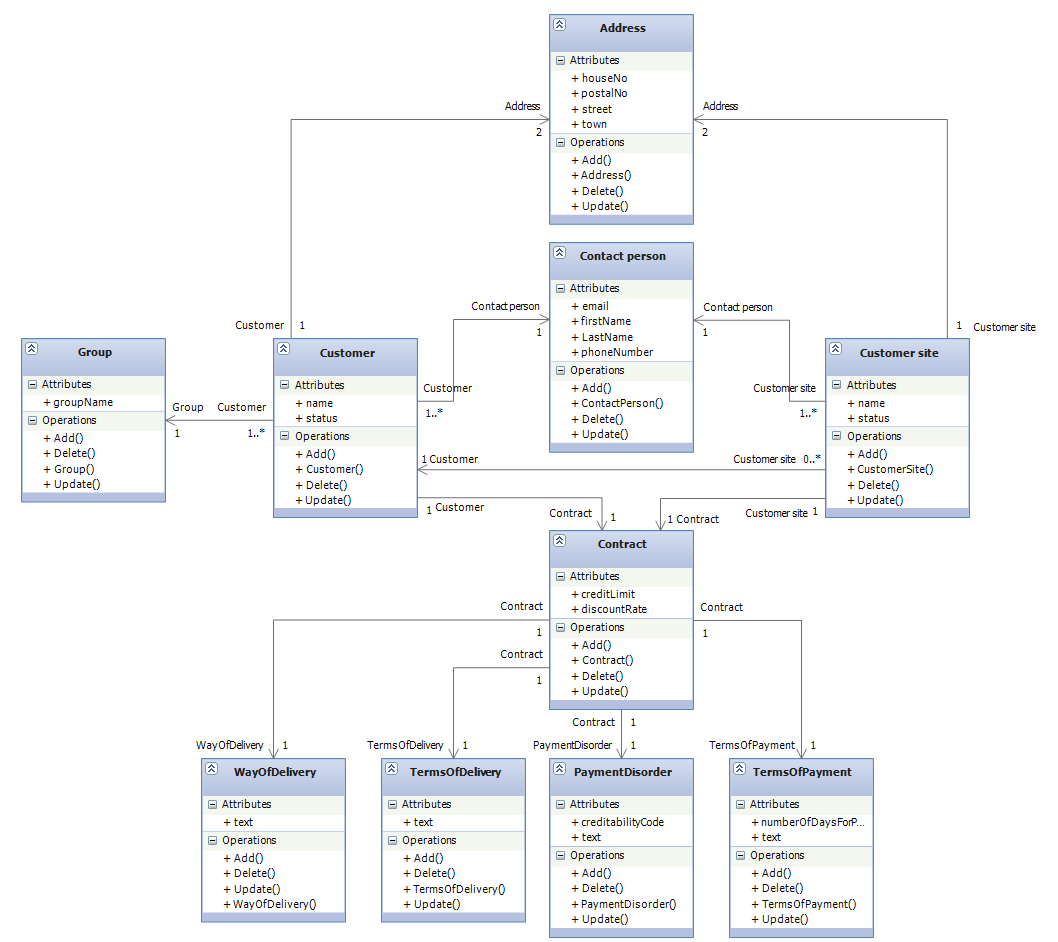 Address
Attributes
+ houseNo
+ postalNo
+ street
+ town
Operations
+ Add()
+ Address()
+ Delete()
+ Update()
Address
2
Address
2
Customer 1
1 Customer site
Contact person
Attributes
+ email
+ firstName
+ LastName
+ phoneNumber
Operations
+ Add()
+ ContactPerson()
+ Delete()
+ Update()
Contact person
1
Contact person
1
Customer
1..*
Customer site
1..*
Group
Attributes
+ groupName
Operations
+ Add()
+ Delete()
+ Group()
+ Update()
Group
1
Customer
1..*
Customer
Attributes
+ name
+ status
Operations
+ Add()
+ Customer()
+ Delete()
+ Update()
Customer site
Attributes
+ name
+ status
Operations
+ Add()
+ CustomerSite()
+ Delete()
+ Update()
1 Customer
Customer site 0..*
1 Customer
Contract 1
1 Contract
Customer site 1
Contract
Attributes
+ creditLimit
+ discountRate
Operations
+ Add()
+ Contract()
+ Delete()
+ Update()
Contract
1
Contract
1
Contract
1
Contract 1
WayOfDelivery 1
TermsOfDelivery 1
PaymentDisorder 1
TermsOfPayment 1
WayOfDelivery
Attributes
+ text
Operations
+ Add()
+ Delete()
+ Update()
+ WayOfDelivery()
TermsOfDelivery
Attributes
+ text
Operations
+ Add()
+ Delete()
+ TermsOfDelivery()
+ Update()
PaymentDisorder
Attributes
+ creditabilityCode
+ text
Operations
+ Add()
+ Delete()
+ PaymentDisorder()
+ Update()
TermsOfPayment
Attributes
+ numberOfDaysForP...
+ text
Operations
+ Add()
+ Delete()
+ TermsOfPayment()
+ Update()